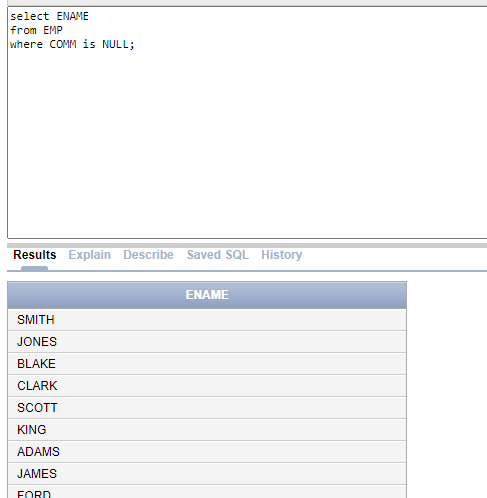 select ENAME
from EMP
where COMM is NULL;
Results Explain Describe Saved SQL History
ENAME
SMITH
JONES
BLAKE
CLARK
SCOTT
KING
ADAMS
JAMES
FORD